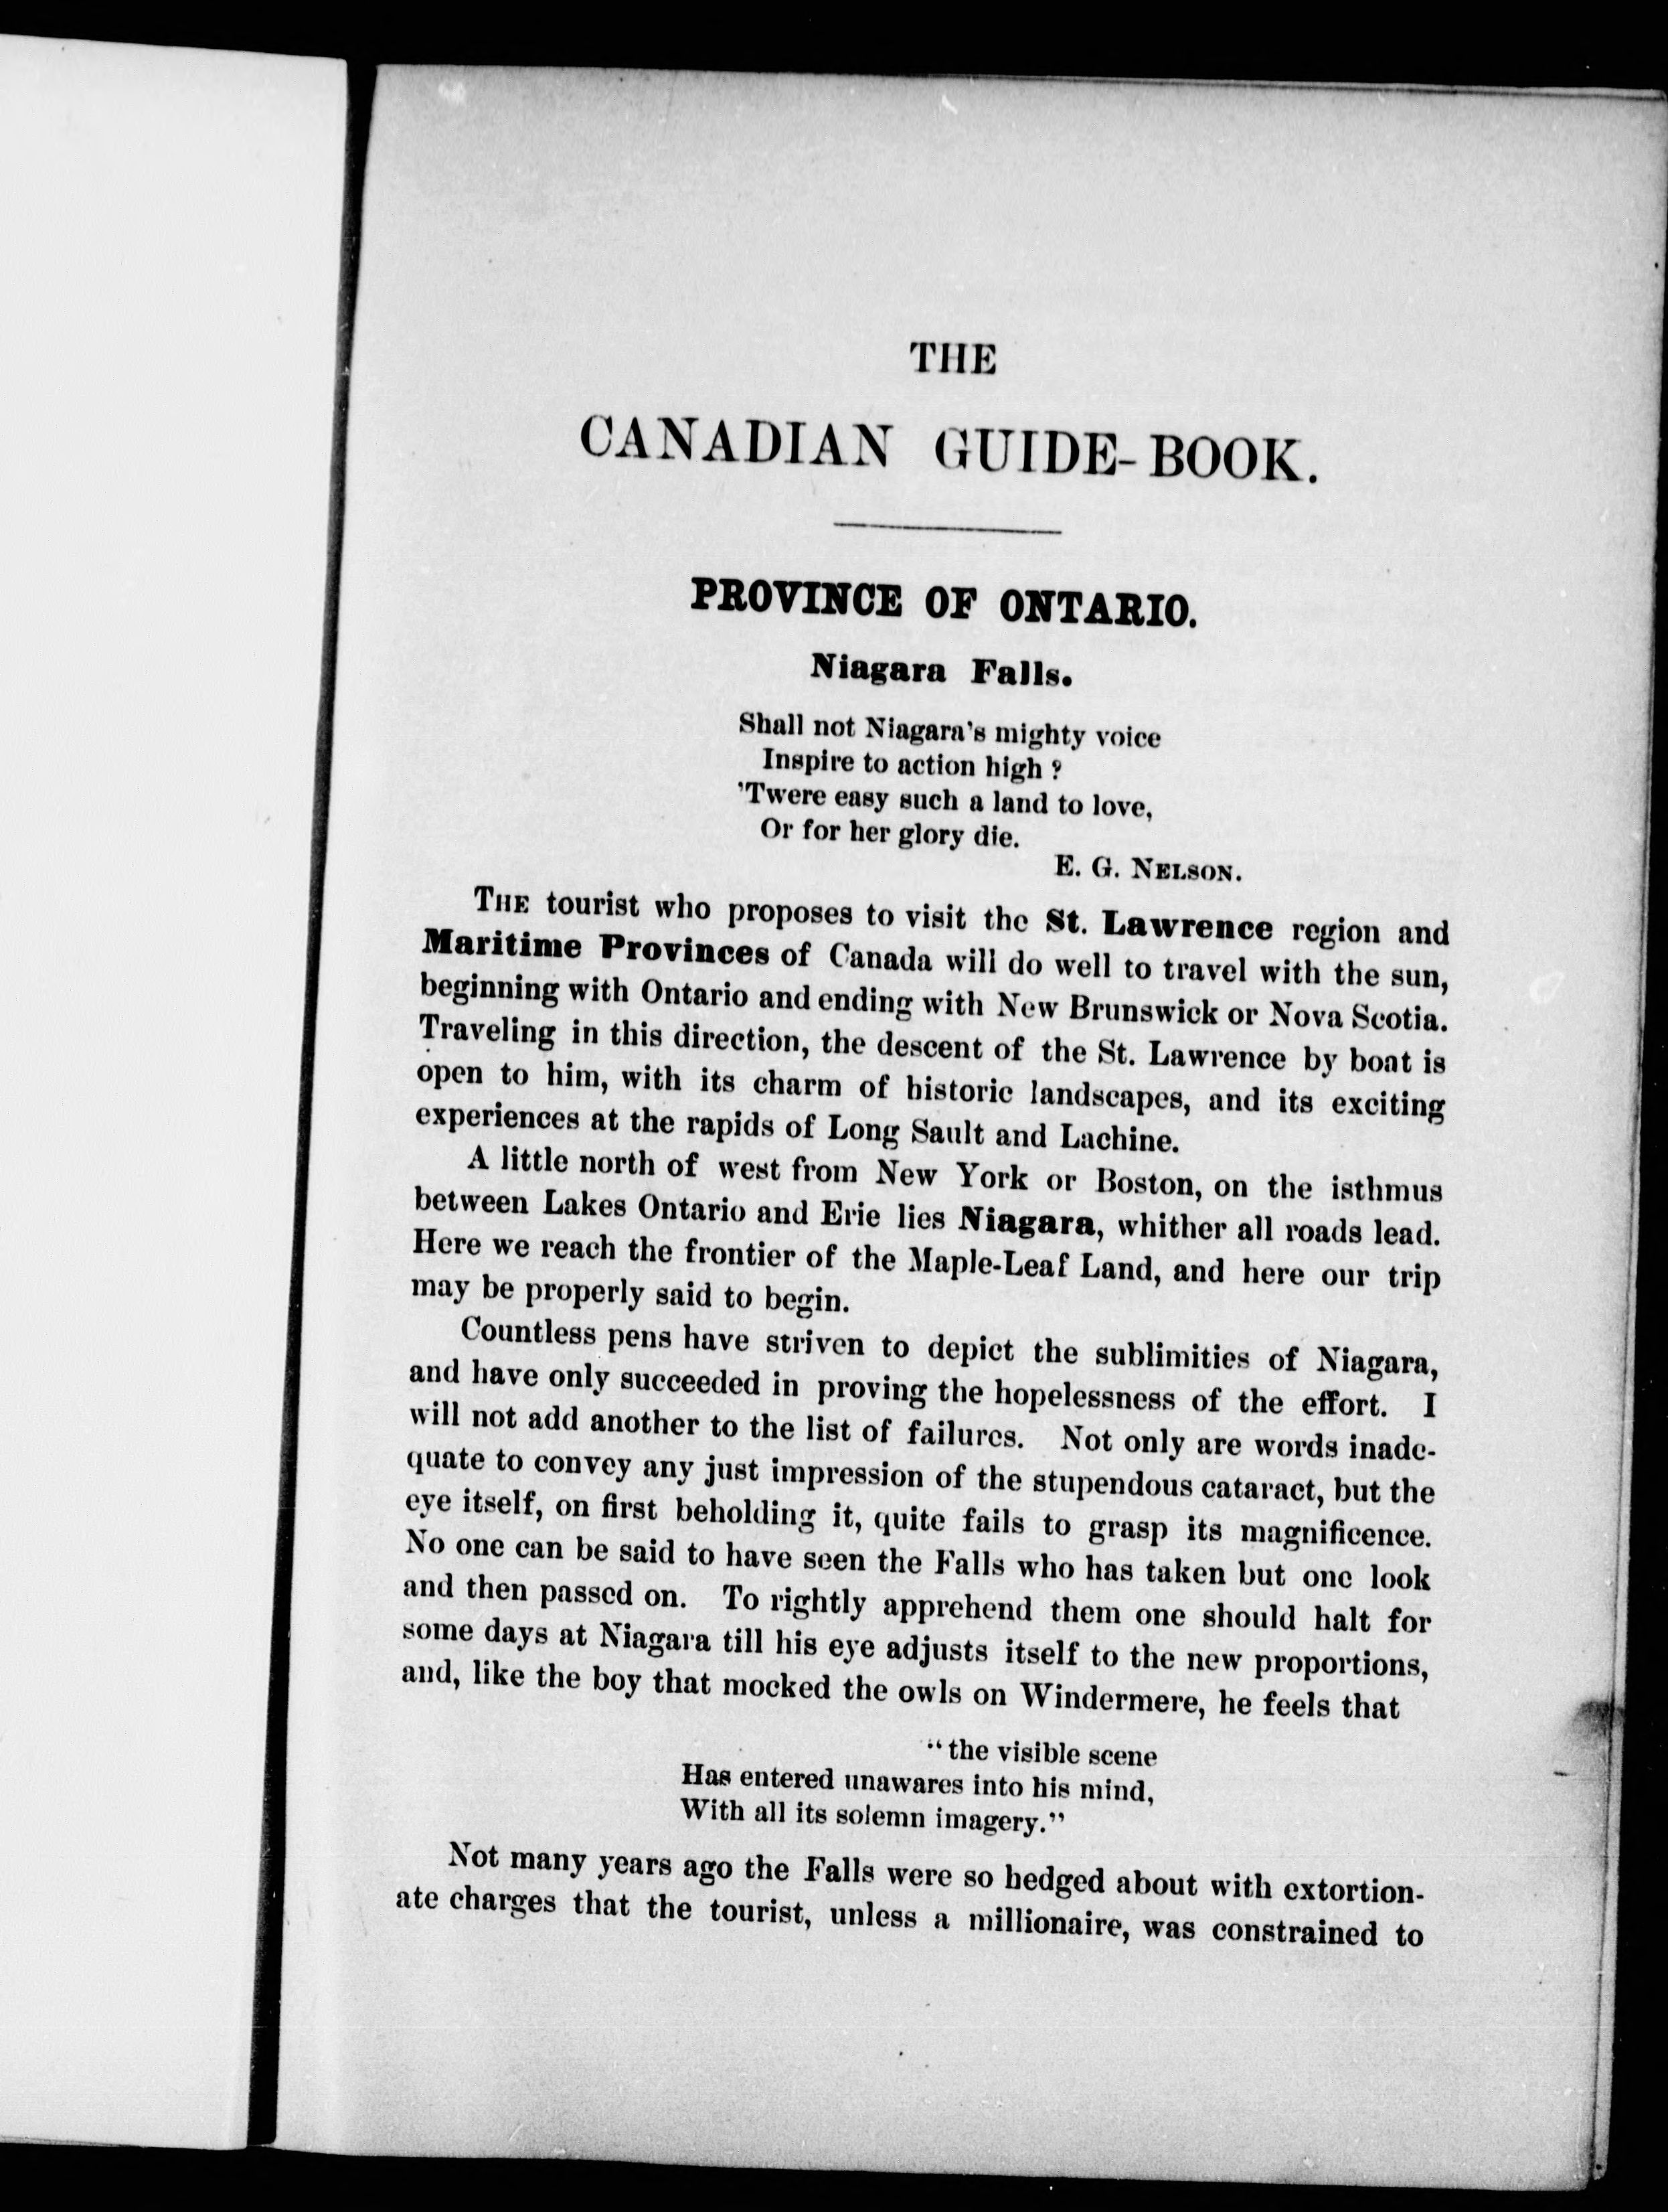 THE
CANADIAN GUIDE-BOOK.
PROVINCE OF ONTARIO.
Niagara Falls.
Shall not Niagara's mighty voice
Inspire to action high ?
'Twere easy such a land to love,
Or for her glory die.
E. G. NELSON.
THE tourist who proposes to visit the St. Lawrence region and
Maritime Provinces of Canada will do well to travel with the sun,
beginning with Ontario and ending with New Brunswick or Nova Scotia.
Traveling in this direction, the descent of the St. Lawrence by boat is
open to him, with its charm of historic landscapes, and its exciting
experiences at the rapids of Long Sault and Lachine.
A little north of west from New York or Boston, on the isthmus
between Lakes Ontario and Erie lies Niagara, whither all roads lead.
Here we reach the frontier of the Maple-Leaf Land, and here our trip
may be properly said to begin.
Countless pens have striven to depict the sublimities of Niagara,
and have only succeeded in proving the hopelessness of the effort. I
will not add another to the list of failures. Not only are words inade-
quate to convey any just impression of the stupendous cataract, but the
eye itself, on first beholding it, quite fails to grasp its magnificence.
No one can be said to have seen the Falls who has taken but one look
and then passed on. To rightly apprehend them one should halt for
some days at Niagara till his eye adjusts itself to the new proportions,
and, like the boy that mocked the owls on Windermere, he feels that
"the visible scene
Has entered unawares into his mind,
With all its solemn imagery."
Not many years ago the Falls were so hedged about with extortion-
ate charges that the tourist, unless a millionaire, was constrained to